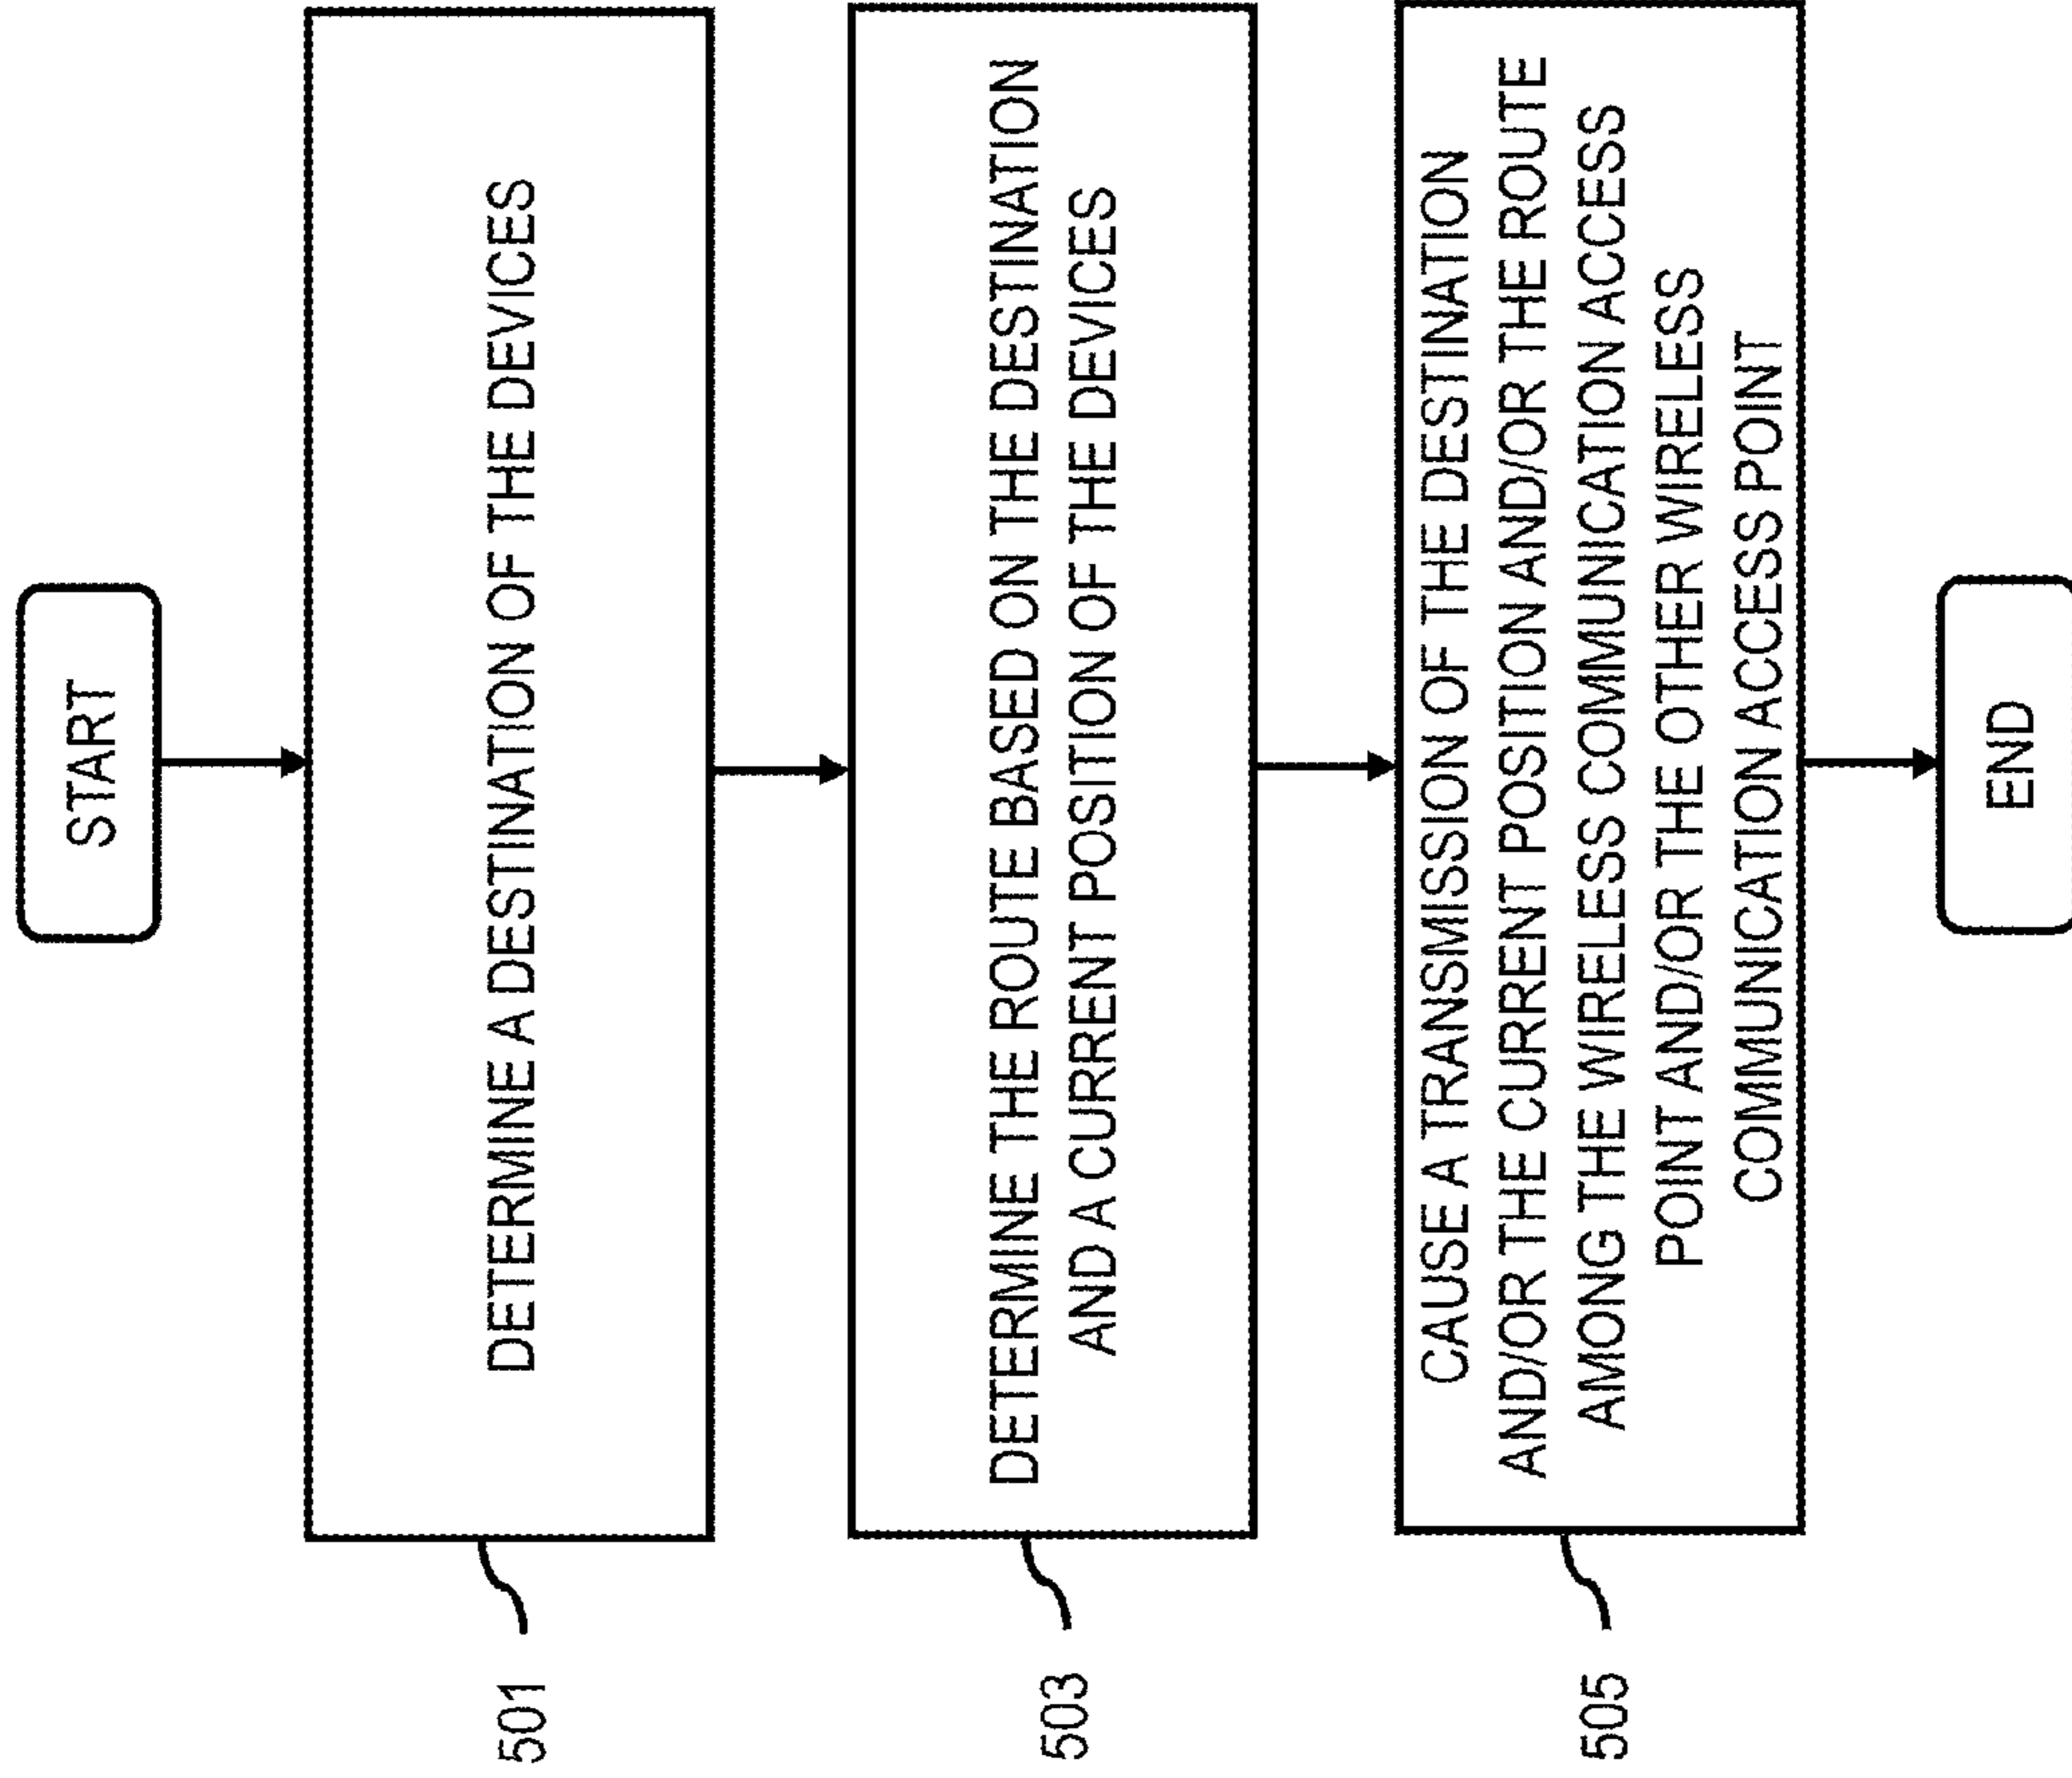 START
501
DETERMINE A DESTINATION OF THE DEVICES
503
DETERMINE THE ROUTE BASED ON THE DESTINATION
AND A CURRENT POSITION OF THE DEVICES
505
CAUSE A TRANSMISSION OF THE DESTINATION
AND/OR THE CURRENT POSITION AND/OR THE ROUTE
AMONG THE WIRELESS COMMUNICATION ACCESS
POINT AND/OR THE OTHER WIRELESS
COMMUNICATION ACCESS POINT
END